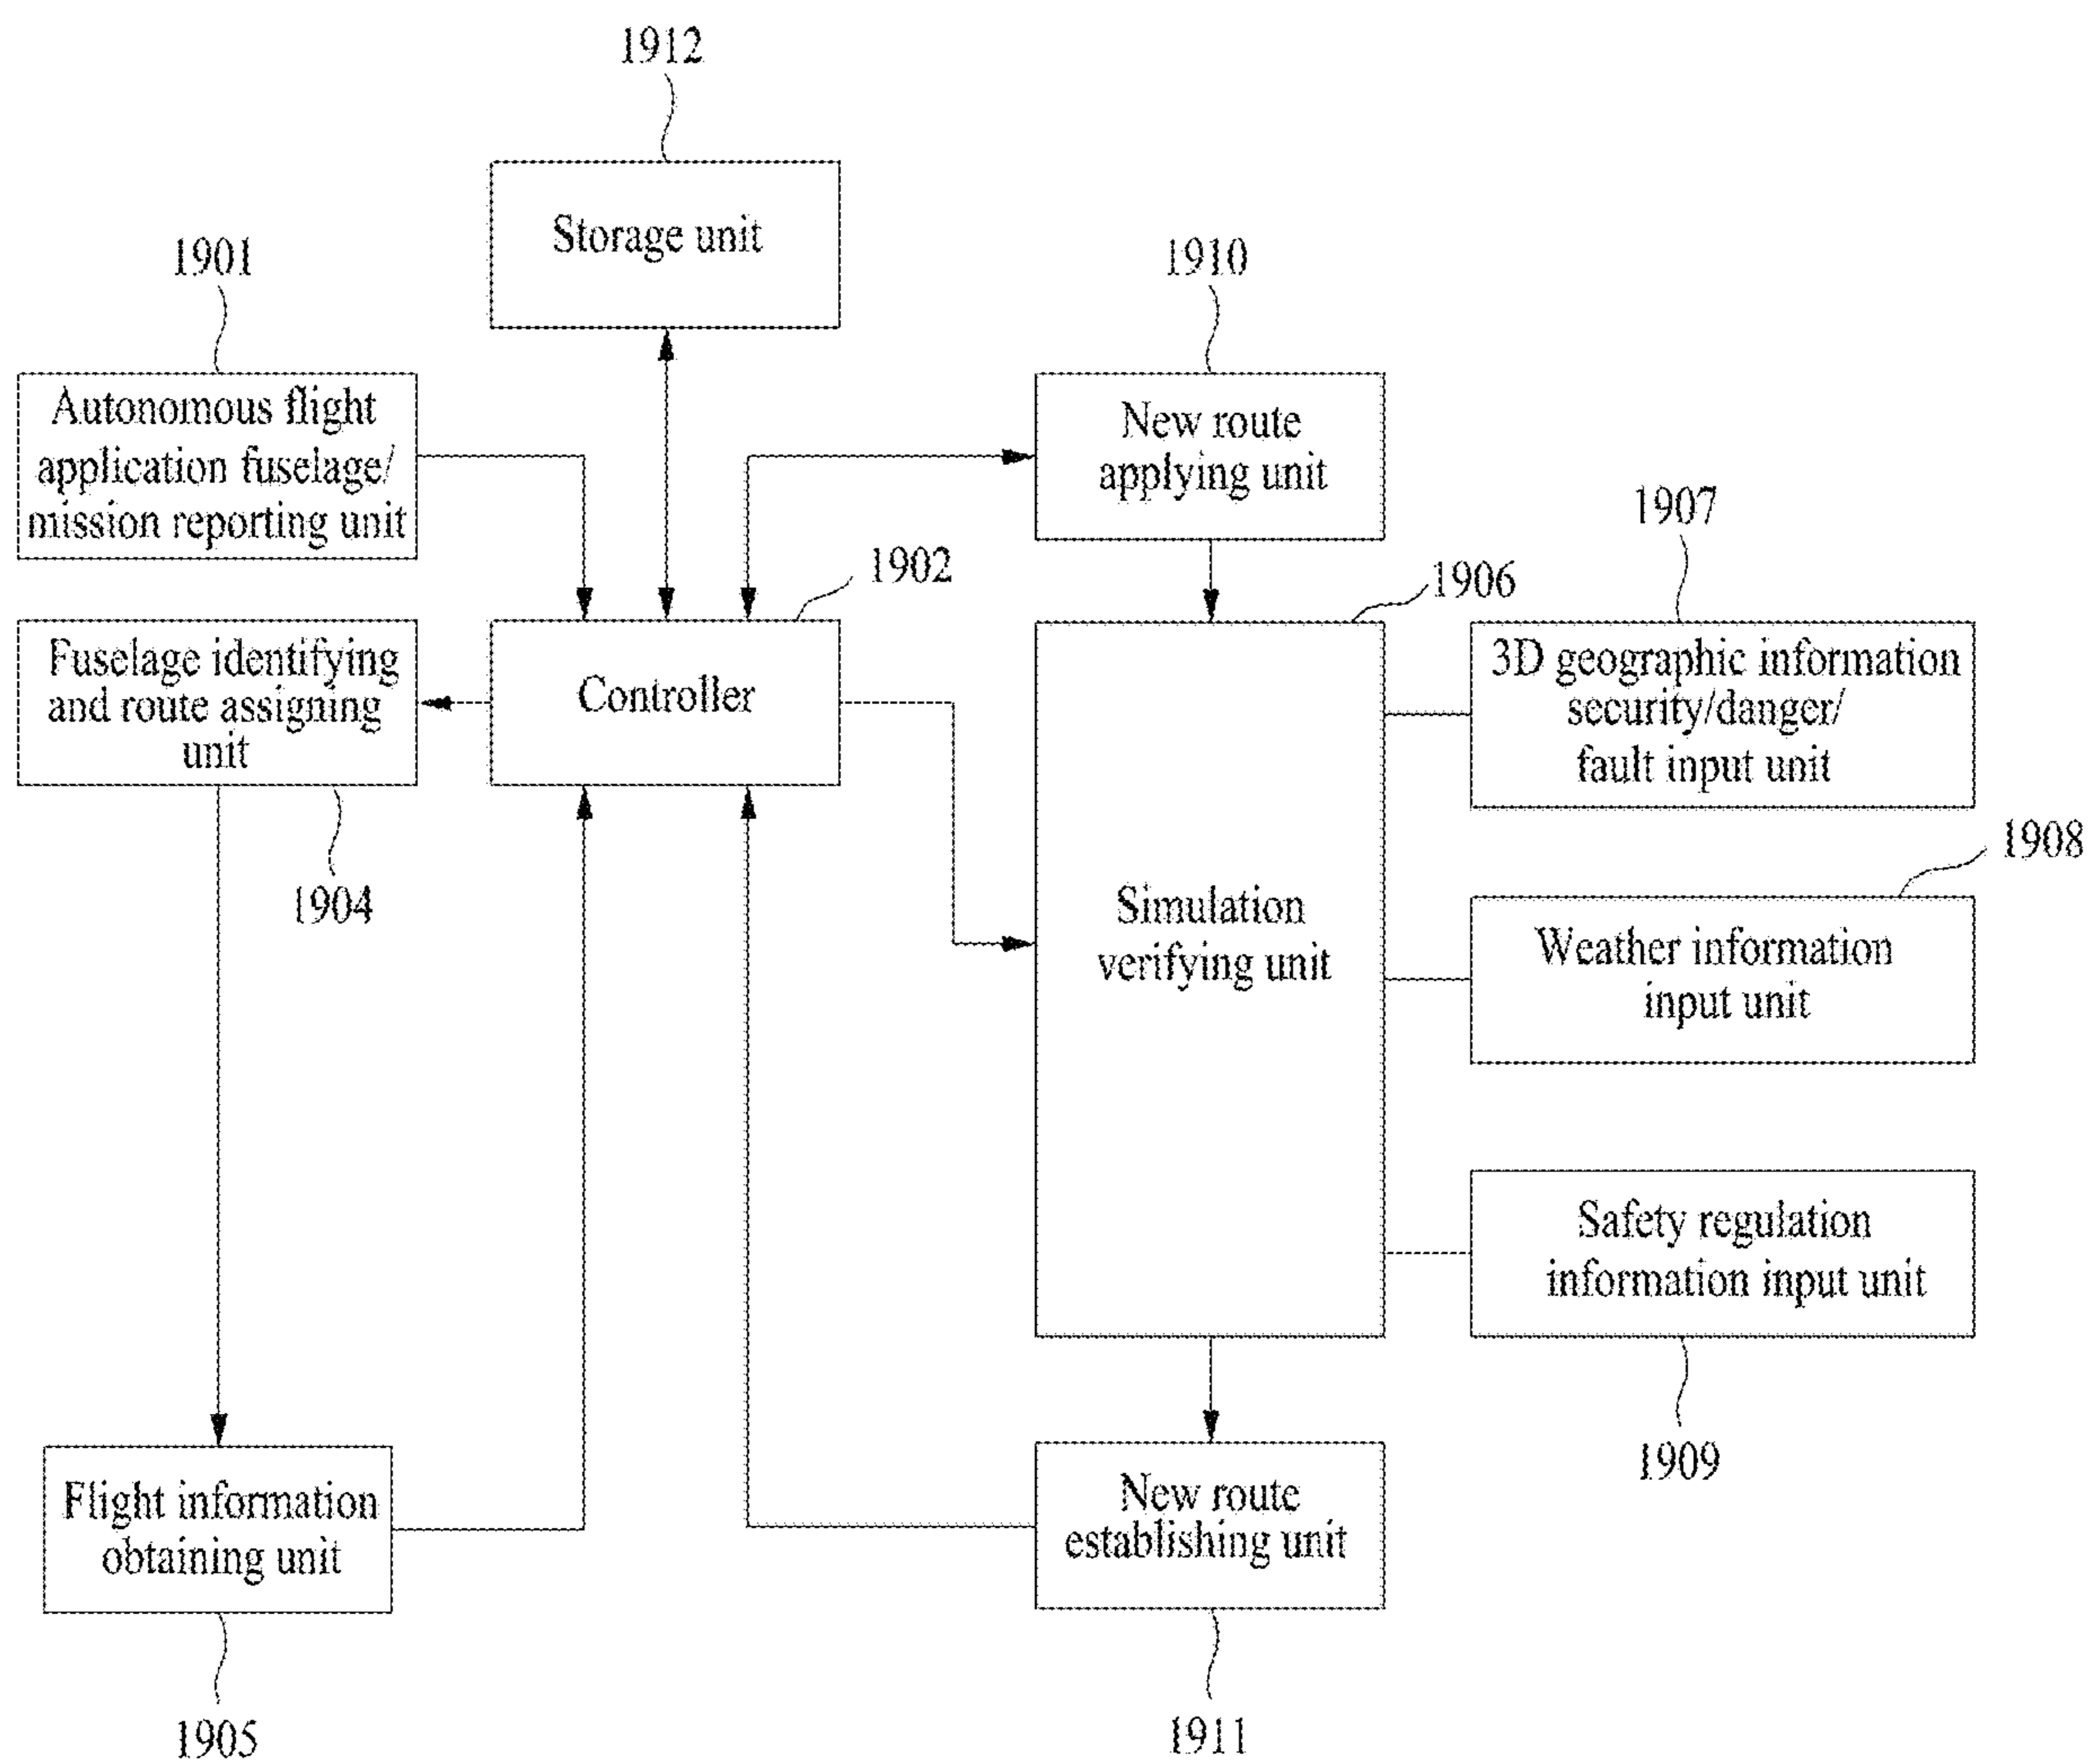 1912
Storage unit
1901
Autonomous flight
application fuselage/
mission reporting unit
1910
New route
applying unit
1902
Controller
1904
Fuselage identifying
and route assigning
unit
1906
Simulation
verifying unit
1907
3D geographic information
security/danger/
fault input unit
1908
Weather information
input unit
Safety regulation
information input unit
1909
Flight information
obtaining unit
1905
New route
establishing unit
1911